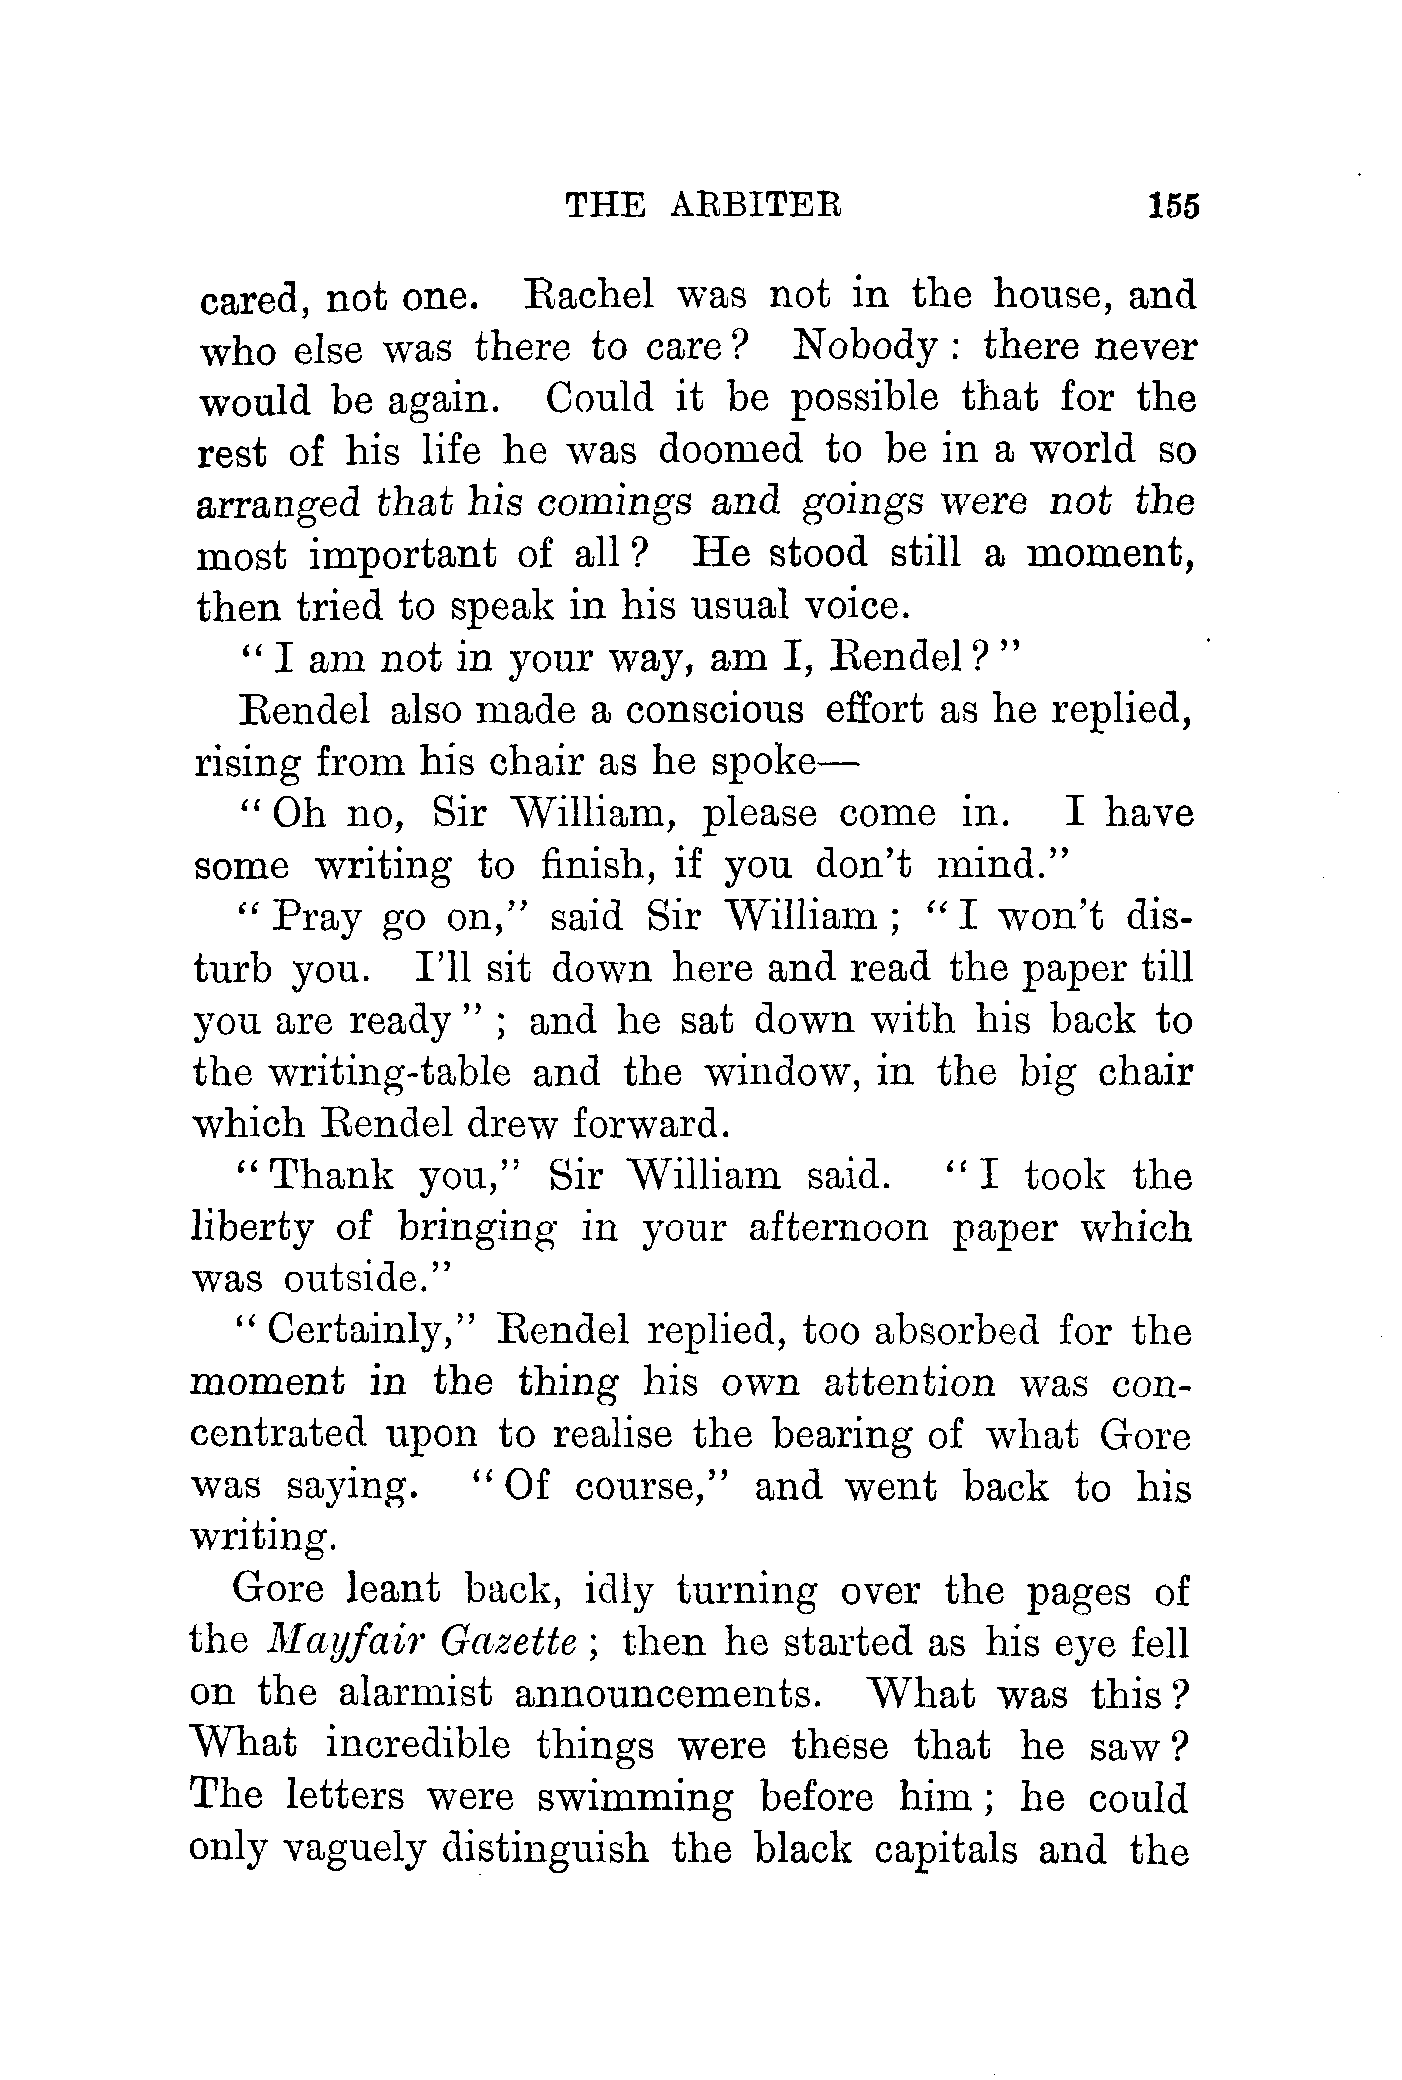 THE ARBITER 155
cared, not one. Rachel was not in the house, and
who else was there to care? Nobody: there never
would be again. Could it be possible that for the
rest of his life he was doomed to be in a world so
arranged that his comings and goings were not the
most important of all? He stood still a moment,
then tried to speak in his usual voice.
"I am not in your way, am I, Rendel?"
Rendel also made a conscious effort as he replied,
rising from his chair as he spoke—
"Oh no, Sir William, please come in. I have
some writing to finish, if you don't mind."
"Pray go on," said Sir William; "I won't dis-
turb you. I'll sit down here and read the paper till
you are ready"; and he sat down with his back to
the writing-table and the window, in the big chair
which Rendel drew forward.
"Thank you," Sir William said. "I took the
liberty of bringing in your afternoon paper which
was outside."
"Certainly," Rendel replied, too absorbed for the
moment in the thing his own attention was con-
centrated upon to realise the bearing of what Gore
was saying. "Of course," and went back to his
writing.
Gore leant back, idly turning over the pages of
the Mayfair Gazette; then he started as his eye fell
on the alarmist announcements. What was this?
What incredible things were these that he saw?
The letters were swimming before him; he could
only vaguely distinguish the black capitals and the